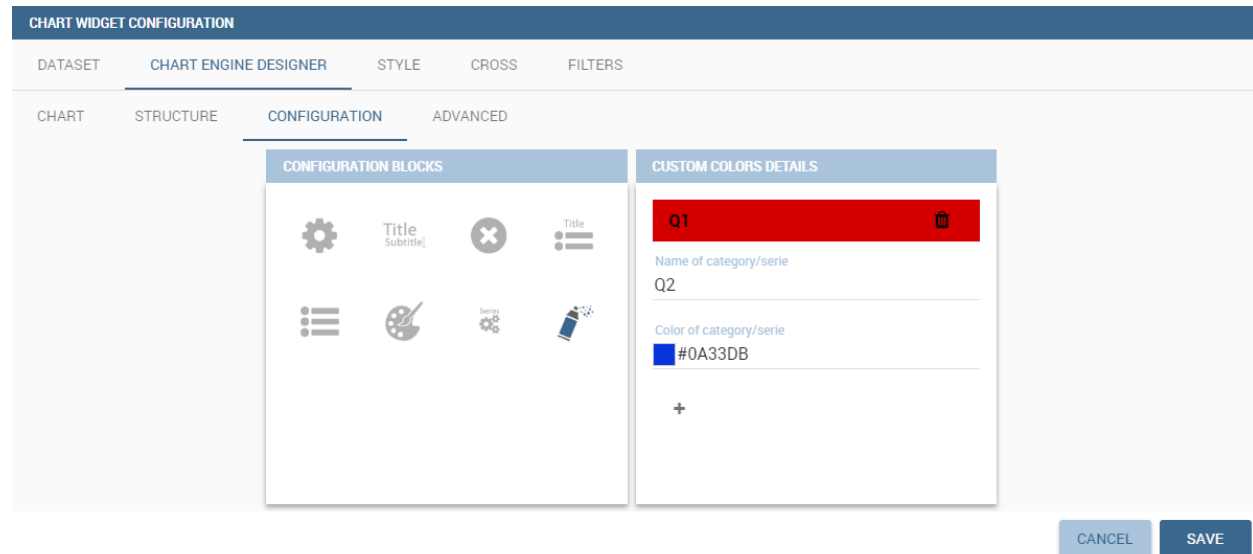 CHART WIDGET CONFIGURATION
DATASET CHART ENGINE DESIGNER STYLE CROSS FILTERS
CHART STRUCTURE CONFIGURATION ADVANCED
CONFIGURATION BLOCKS
Title
Subtitle
Title
Series
CUSTOM COLORS DETAILS
Q1
Name of category/serie
Q2
Color of category/serie
#0A33DB
+
CANCEL SAVE